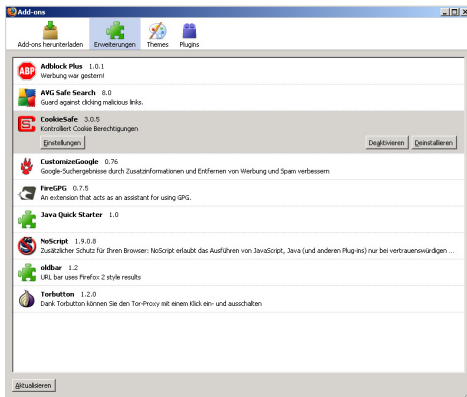 Add-ons
Add-ons herunterladen Erweiterungen Themes Plugins
ABP
Adblock Plus 1.0.1
Werbung war gestern!
AVG Safe Search 8.0
Guard against clicking malicious links.
CookieSafe 3.0.5
Kontrolliert Cookie Berechtigungen
Einstellungen Deaktivieren Deinstallieren
CustomizeGoogle 0.76
Google-Suchergebnisse durch Zusatzinformationen und Entfernen von Werbung und Spam verbessern
FireGPG 0.7.5
An extension that acts as an assistant for using GPG.
Java Quick Starter 1.0
NoScript 1.9.0.8
Zusätzlicher Schutz für Ihren Browser: NoScript erlaubt das Ausführen von JavaScript, Java (und anderen Plug-ins) nur bei vertrauenswürdigen ...
oldbar 1.2
URL bar uses Firefox 2 style results
Torbutton 1.2.0
Dank Torbutton können Sie den Tor-Proxy mit einem Klick ein- und ausschalten
Aktualisieren